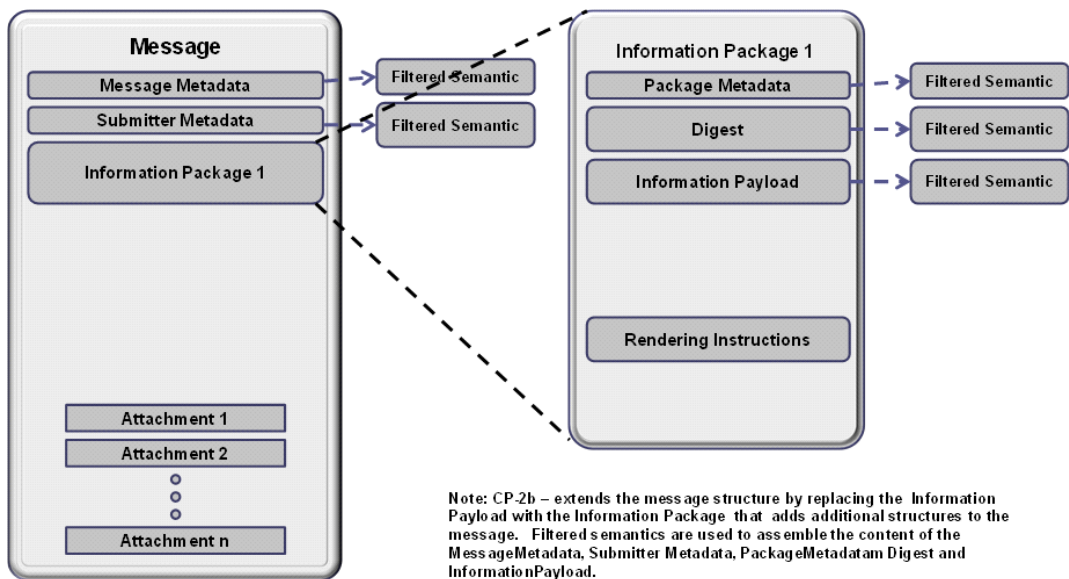 Message
Message Metadata
Filtered Semantic
Submitter Metadata
Filtered Semantic
Information Package 1
Attachment 1
Attachment 2
Attachment n
Information Package 1
Package Metadata
Filtered Semantic
Digest
Filtered Semantic
Information Payload
Filtered Semantic
Rendering Instructions
Note: CP-2b – extends the message structure by replacing the Information
Payload with the Information Package that adds additional structures to the
message. Filtered semantics are used to assemble the content of the
MessageMetadata, Submitter Metadata, PackageMetadatam Digest and
InformationPayload.